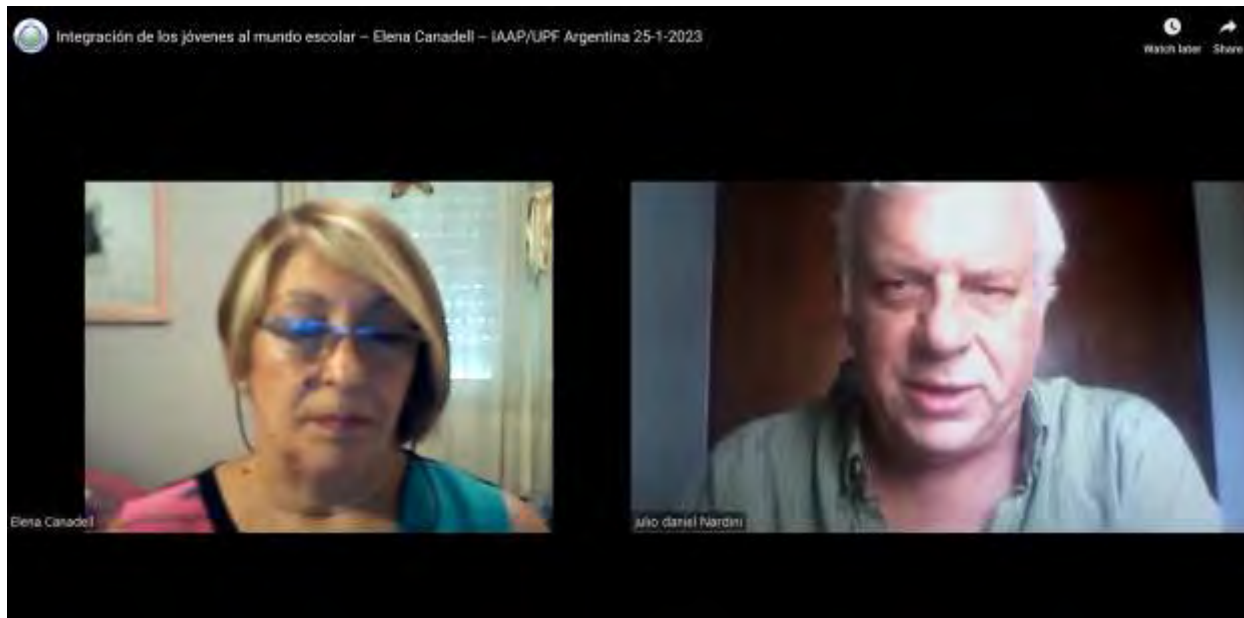 Integración de los jóvenes al mundo escolar – Elena Canadell – IAAP/UPF Argentina 25-1-2023
Watch later
Share
Elena Canadell
julio daniel Nardini